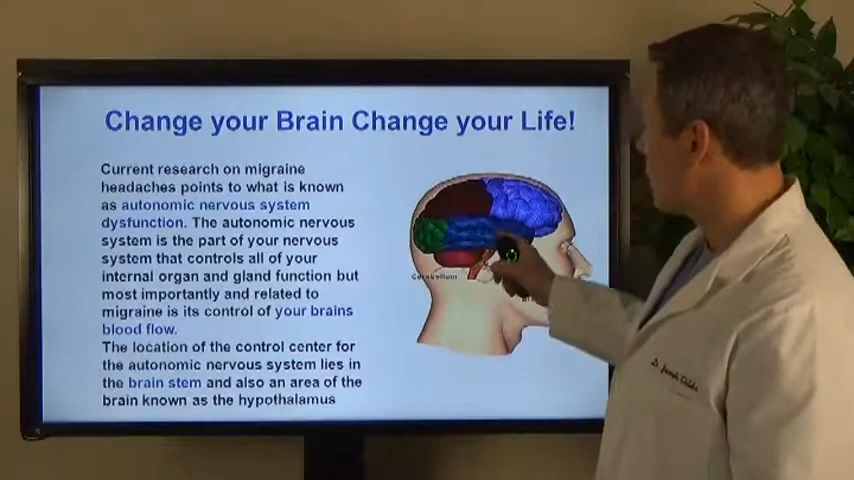 Change your Brain Change your Life!
Current research on migraine
headaches points to what is known
as autonomic nervous system
dysfunction. The autonomic nervous
system is the part of your nervous
system that controls all of your
internal organ and gland function but
most importantly and related to
migraine is its control of your brains
blood flow.
The location of the control center for
the autonomic nervous system lies in
the brain stem and also an area of the
brain known as the hypothalamus
Cerebellum